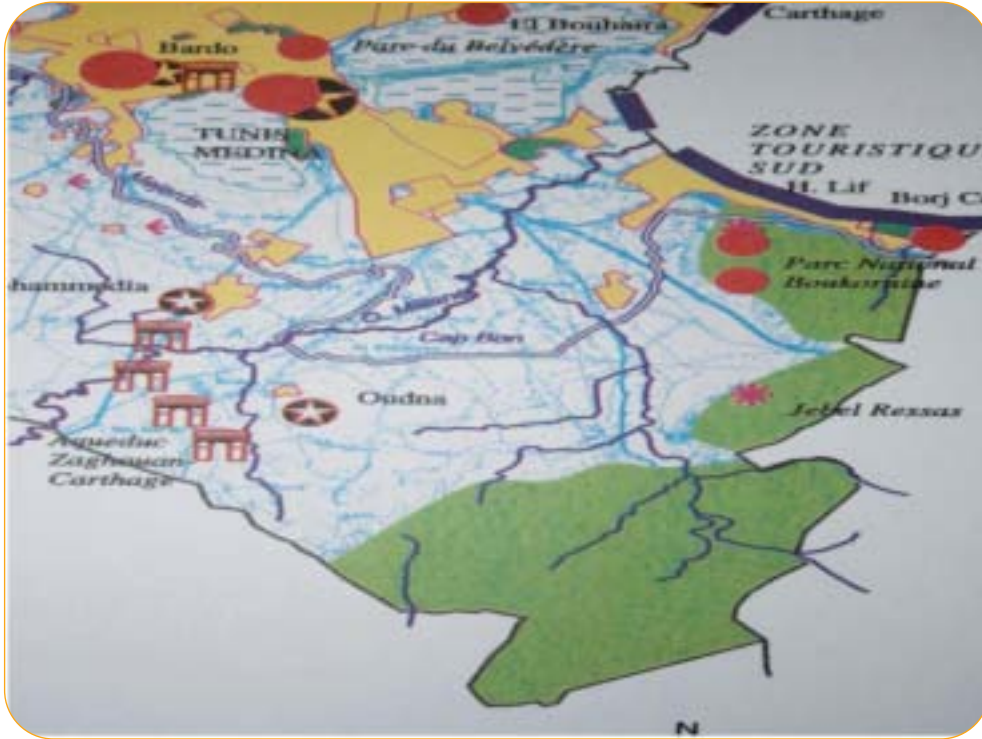 El Bouhaira
Carthage
Bardo
Parc du Belvédère
TUNIS
MEDINA
ZONE
TOURISTIQU
SUD
H. Lif
Borj C
Parc National
Boukornine
hammedia
Cap Bon
Oudna
Jebel Ressas
Aqueduc
Zaghouan-
Carthage
N